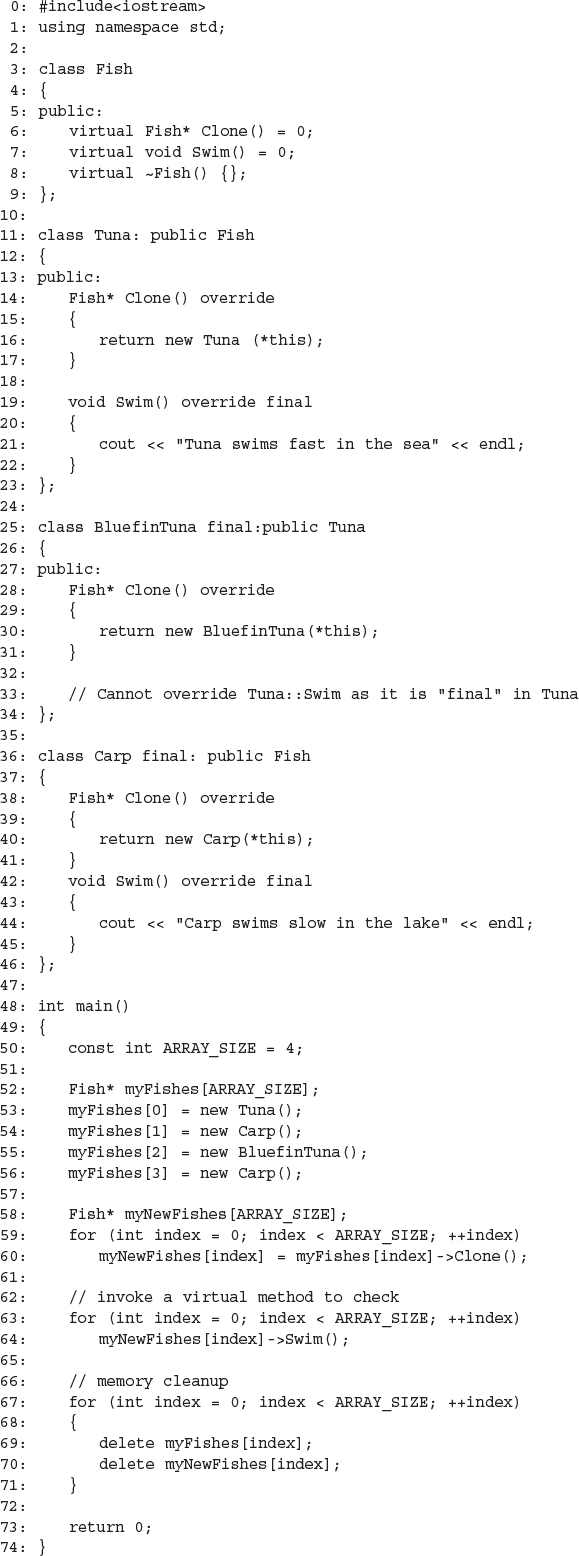 0: #include<iostream>
1: using namespace std;
2:
3: class Fish
4: {
5: public:
6:    virtual Fish* Clone() = 0;
7:    virtual void Swim() = 0;
8:    virtual ~Fish() {};
9: };
10:
11: class Tuna: public Fish
12: {
13: public:
14:    Fish* Clone() override
15:    {
16:       return new Tuna (*this);
17:    }
18:
19:    void Swim() override final
20:    {
21:       cout << "Tuna swims fast in the sea" << endl;
22:    }
23: };
24:
25: class BluefinTuna final:public Tuna
26: {
27: public:
28:    Fish* Clone() override
29:    {
30:       return new BluefinTuna(*this);
31:    }
32:
33:    // Cannot override Tuna::Swim as it is "final" in Tuna
34: };
35:
36: class Carp final: public Fish
37: {
38:    Fish* Clone() override
39:    {
40:       return new Carp(*this);
41:    }
42:    void Swim() override final
43:    {
44:       cout << "Carp swims slow in the lake" << endl;
45:    }
46: };
47:
48: int main()
49: {
50:    const int ARRAY_SIZE = 4;
51:
52:    Fish* myFishes[ARRAY_SIZE];
53:    myFishes[0] = new Tuna();
54:    myFishes[1] = new Carp();
55:    myFishes[2] = new BluefinTuna();
56:    myFishes[3] = new Carp();
57:
58:    Fish* myNewFishes[ARRAY_SIZE];
59:    for (int index = 0; index < ARRAY_SIZE; ++index)
60:       myNewFishes[index] = myFishes[index]->Clone();
61:
62:    // invoke a virtual method to check
63:    for (int index = 0; index < ARRAY_SIZE; ++index)
64:       myNewFishes[index]->Swim();
65:
66:    // memory cleanup
67:    for (int index = 0; index < ARRAY_SIZE; ++index)
68:    {
69:       delete myFishes[index];
70:       delete myNewFishes[index];
71:    }
72:
73:    return 0;
74: }